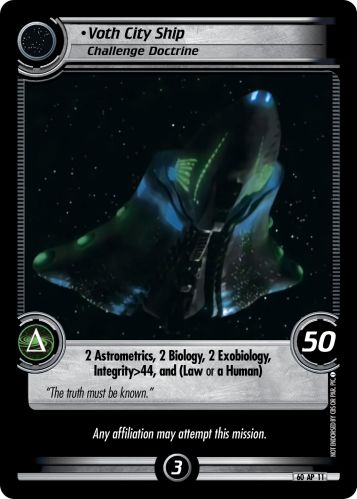 •Voth City Ship
Challenge Doctrine
Δ
50
2 Astrometrics, 2 Biology, 2 Exobiology,
Integrity>44, and (Law or a Human)
"The truth must be known."
Any affiliation may attempt this mission.
3
60 AP 11
NOT ENDORSED BY CBS OR PAR. PIC.